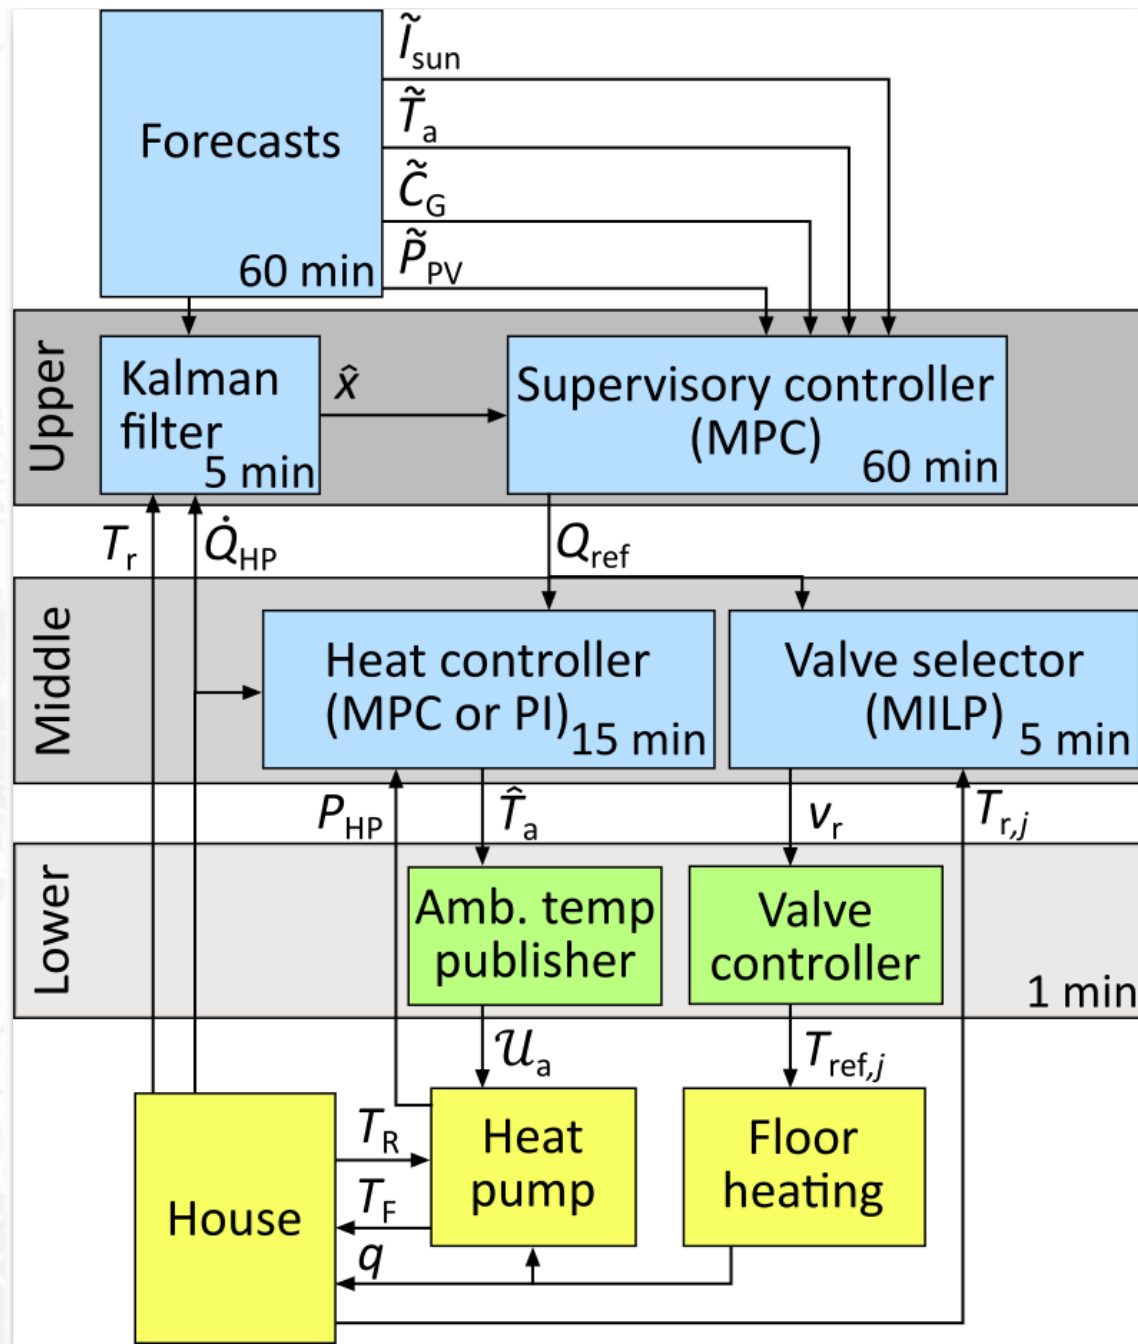 Ĩsun
Forecasts
T̃a
C̃G
P̃PV
60 min
Upper
Kalman
filter
5 min
x̂
Supervisory controller
(MPC)
60 min
Tr
Q̇HP
Qref
Middle
Heat controller
(MPC or PI)
15 min
Valve selector
(MILP)
5 min
PHP
T̂a
vr
Tr,j
Lower
Amb. temp
publisher
Valve
controller
1 min
𝒰a
Tref,j
House
TR
TF
q
Heat
pump
Floor
heating